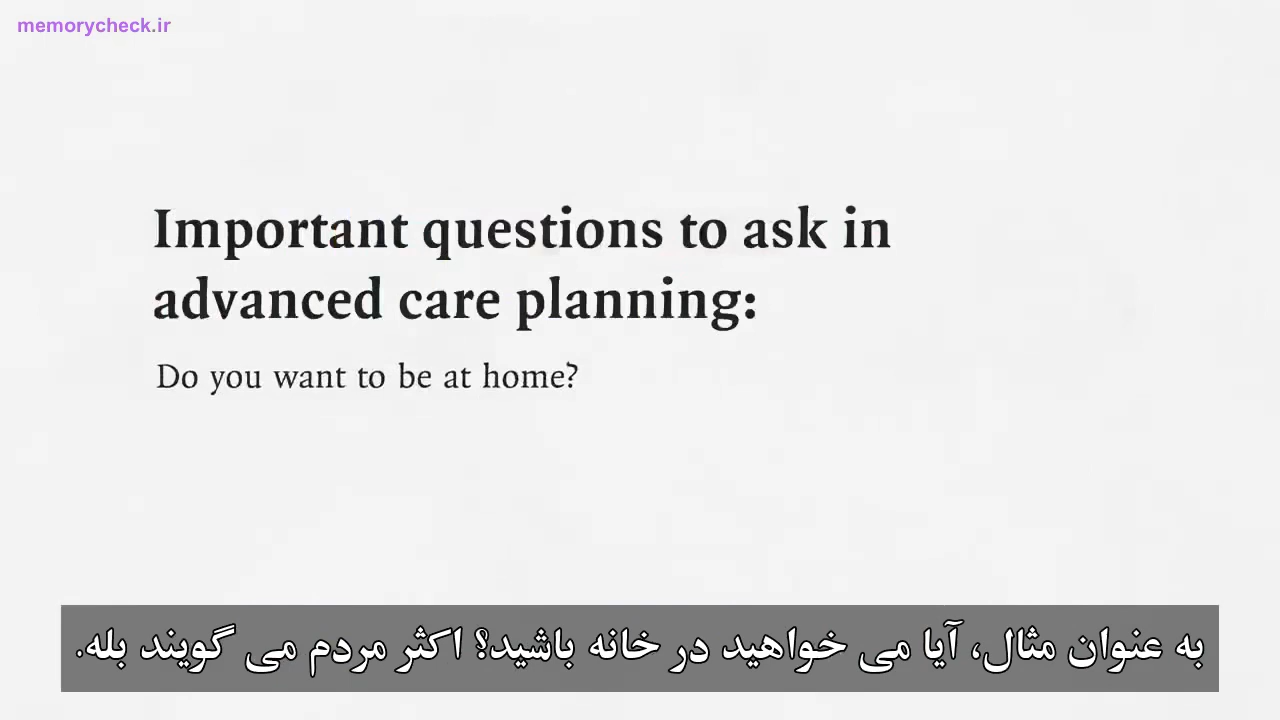 memorycheck.ir
Important questions to ask in
advanced care planning:
Do you want to be at home?
به عنوان مثال، آیا می خواهید در خانه باشید؟ اکثر مردم می گویند بله.